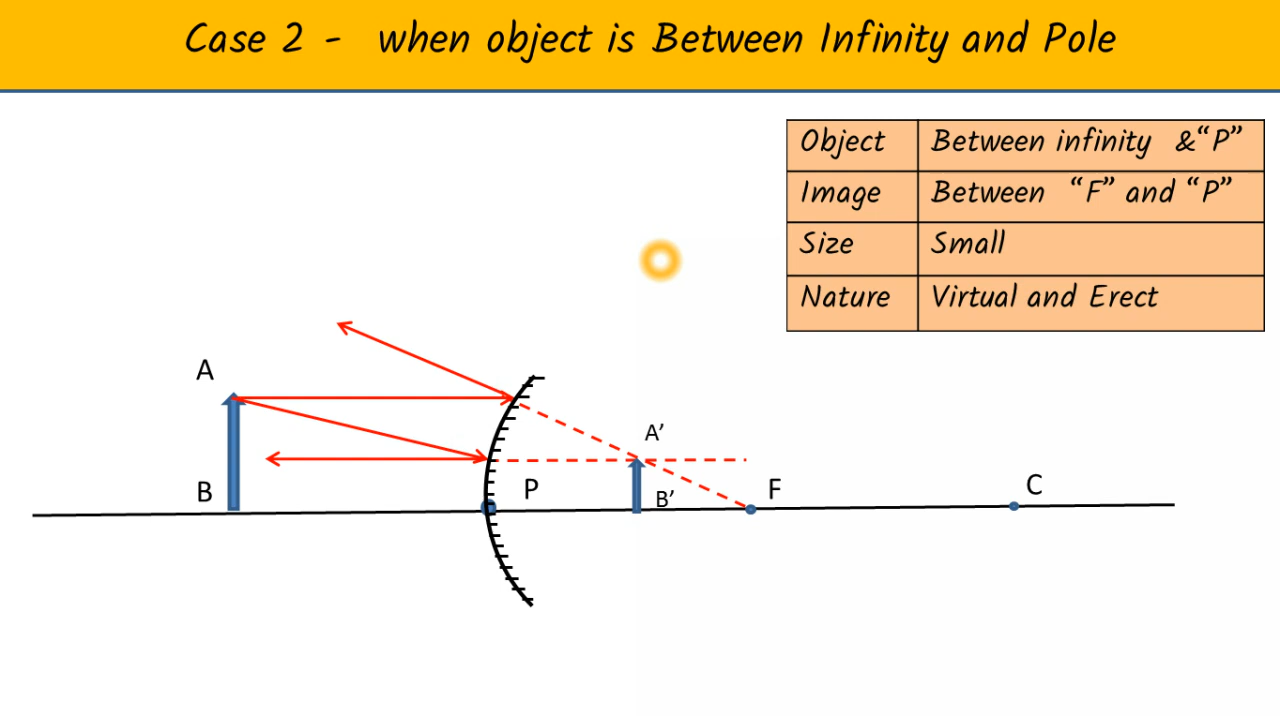 Case 2 - when object is Between Infinity and Pole
Object Between infinity &“P”
Image Between “F” and “P”
Size Small
Nature Virtual and Erect
A
A’
B
P
B’
F
C